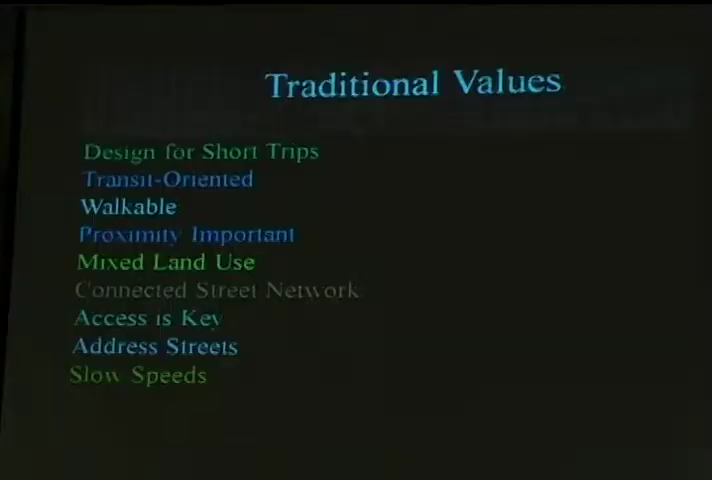 Traditional Values
Design for Short Trips
Transit-Oriented
Walkable
Proximity Important
Mixed Land Use
Connected Street Network
Access is Key
Address Streets
Slow Speeds